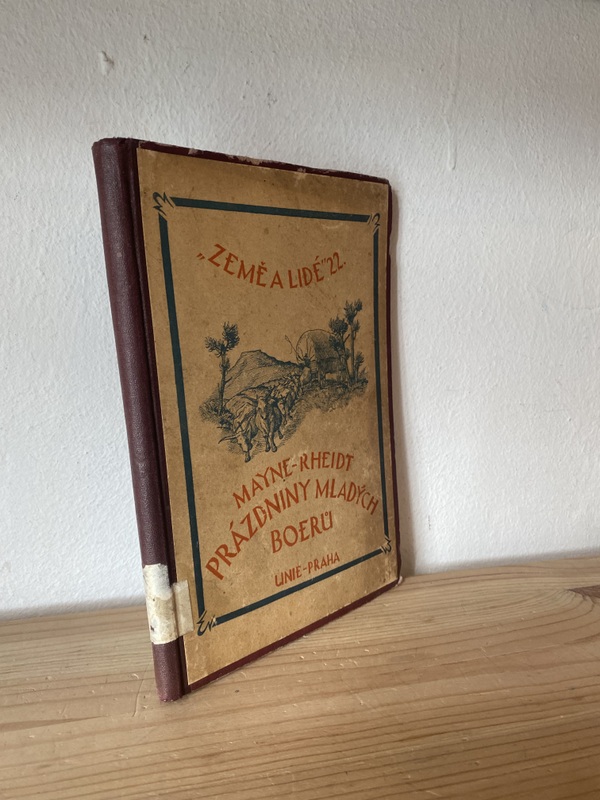 „ZEMĚ A LIDÉ" 22.
MAYNE-RHEIDT
PRÁZDNINY MLADÝCH
BOERŮ
UNIE-PRAHA